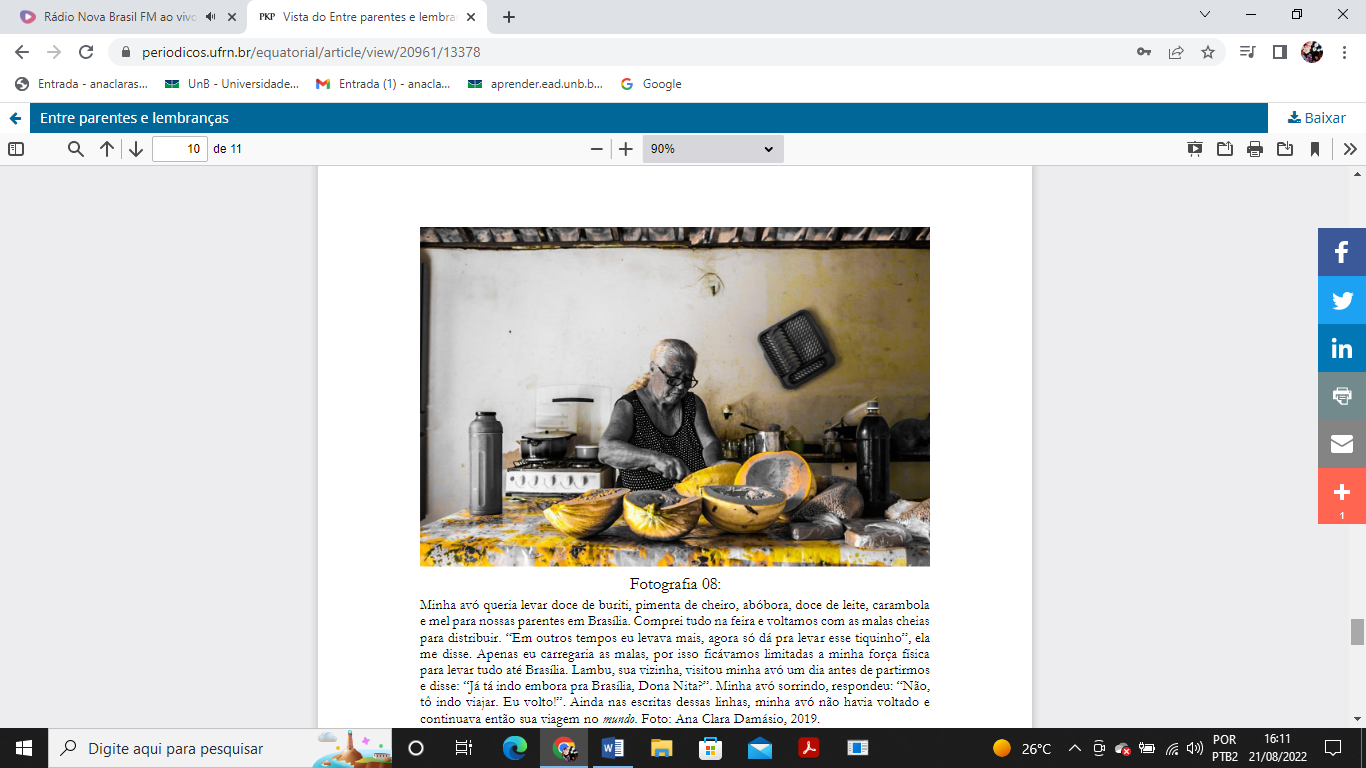 Rádio Nova Brasil FM ao vivo
PKP Vista do Entre parentes e lembra
periodicos.ufrn.br/equatorial/article/view/20961/13378
Entrada - anaclaras...
UnB - Universidade...
Entrada (1) - anacla...
aprender.ead.unb.b...
Google
Entre parentes e lembranças
Baixar
10 de 11
90%
Fotografia 08:
Minha avó queria levar doce de buriti, pimenta de cheiro, abóbora, doce de leite, carambola
e mel para nossas parentes em Brasília. Comprei tudo na feira e voltamos com as malas cheias
para distribuir. “Em outros tempos eu levava mais, agora só dá pra levar esse tiquinho”, ela
me disse. Apenas eu carregaria as malas, por isso ficávamos limitadas a minha força física
para levar tudo até Brasília. Lambu, sua vizinha, visitou minha avó um dia antes de partirmos
e disse: “Já tá indo embora pra Brasília, Dona Nita?”. Minha avó sorrindo, respondeu: “Não,
tô indo viajar. Eu volto!”. Ainda nas escritas dessas linhas, minha avó não havia voltado e
continuava então sua viagem no mundo. Foto: Ana Clara Damásio, 2019.
1
Digite aqui para pesquisar
26°C
POR
PTB2
16:11
21/08/2022